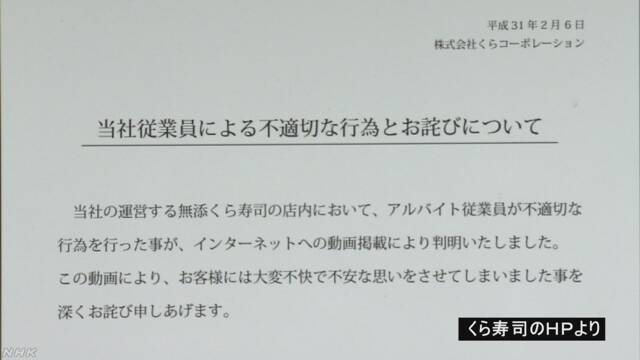 平成31年2月6日
株式会社くらコーポレーション
当社従業員による不適切な行為とお詫びについて
当社の運営する無添くら寿司の店内において、アルバイト従業員が不適切な
行為を行った事が、インターネットへの動画掲載により判明いたしました。
この動画により、お客様には大変不快で不安な思いをさせてしまいました事を
深くお詫び申しあげます。
くら寿司のHPより
NHK